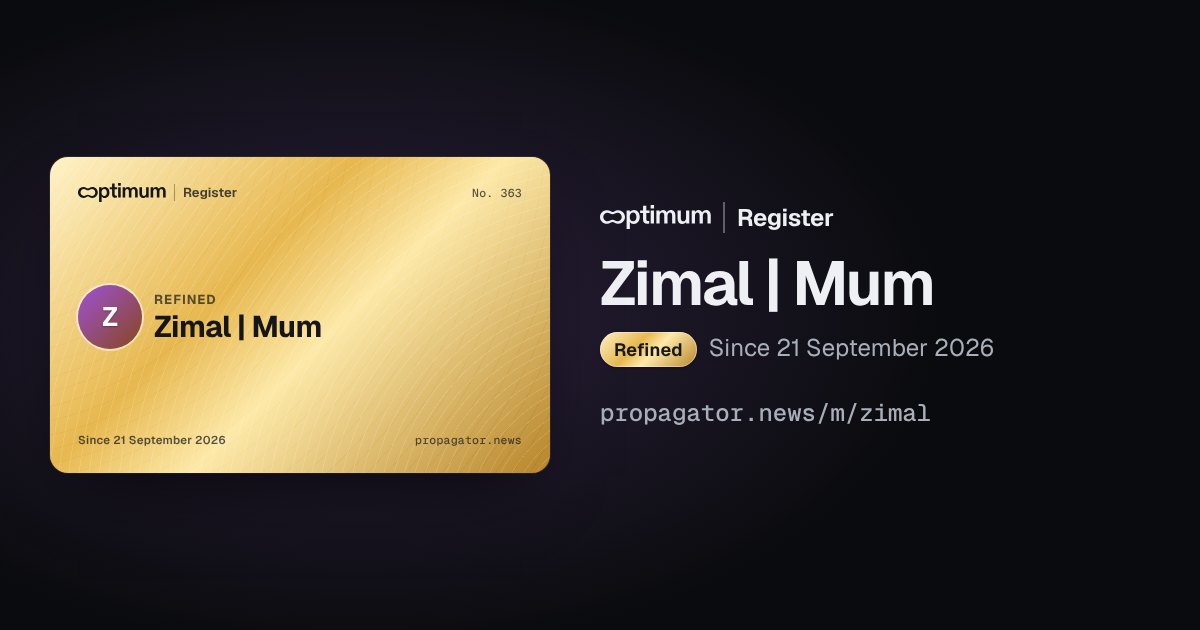 optimum | Register
No. 363
Z
REFINED
Zimal | Mum
Since 21 September 2026
propagator.news
optimum | Register
Zimal | Mum
Refined
Since 21 September 2026
propagator.news/m/zimal